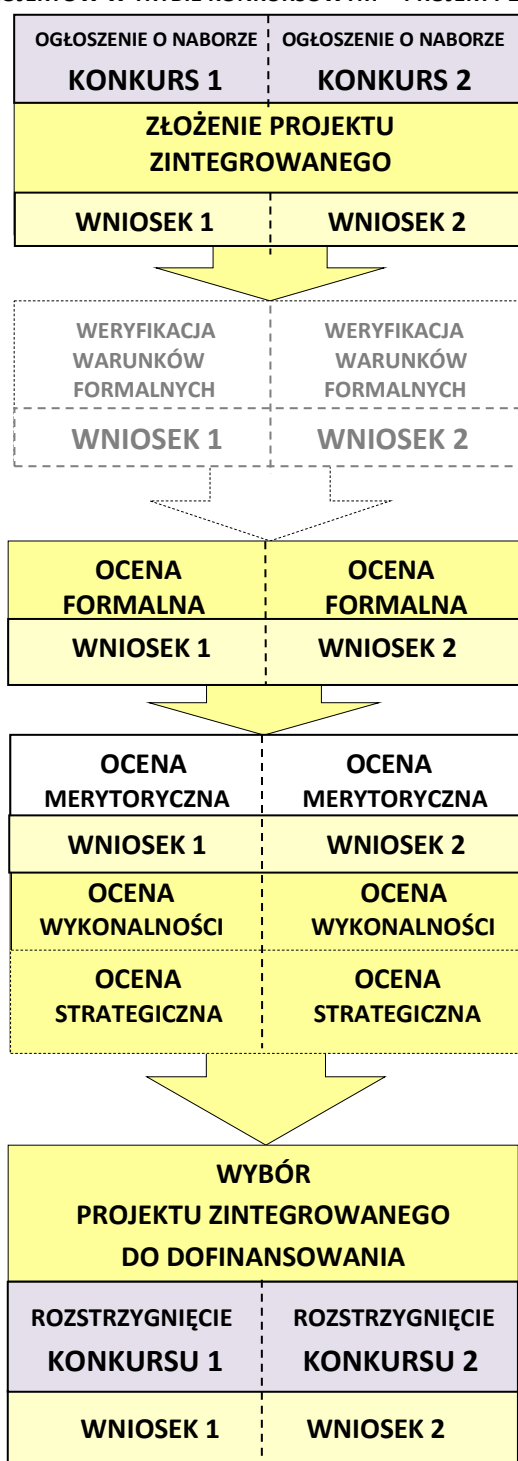 OGŁOSZENIE O NABORZE OGŁOSZENIE O NABORZE
KONKURS 1 KONKURS 2
ZŁOŻENIE PROJEKTU
ZINTEGROWANEGO
WNIOSEK 1 WNIOSEK 2
WERYFIKACJA WERYFIKACJA
WARUNKÓW WARUNKÓW
FORMALNYCH FORMALNYCH
WNIOSEK 1 WNIOSEK 2
OCENA OCENA
FORMALNA FORMALNA
WNIOSEK 1 WNIOSEK 2
OCENA OCENA
MERYTORYCZNA MERYTORYCZNA
WNIOSEK 1 WNIOSEK 2
OCENA OCENA
WYKONALNOŚCI WYKONALNOŚCI
OCENA OCENA
STRATEGICZNA STRATEGICZNA
WYBÓR
PROJEKTU ZINTEGROWANEGO
DO DOFINANSOWANIA
ROZSTRZYGNIĘCIE ROZSTRZYGNIĘCIE
KONKURSU 1 KONKURSU 2
WNIOSEK 1 WNIOSEK 2